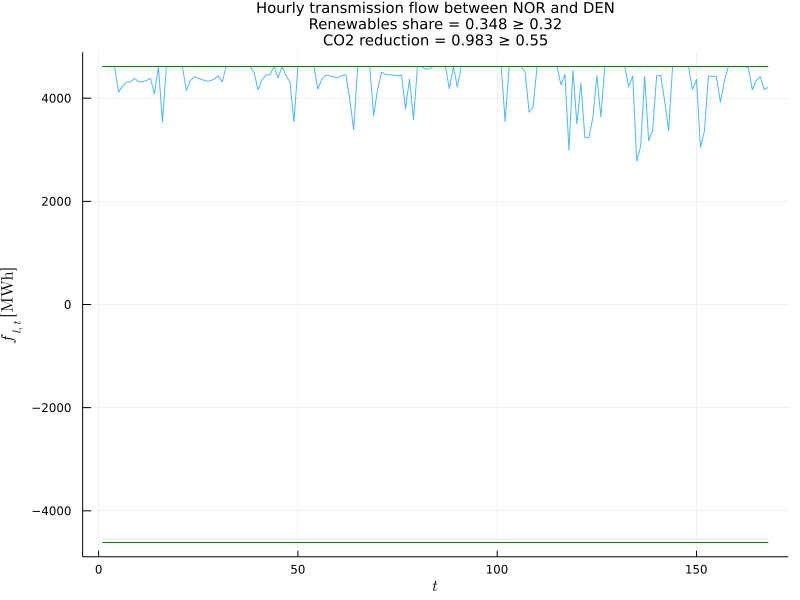 Hourly transmission flow between NOR and DEN
Renewables share = 0.348 ≥ 0.32
CO2 reduction = 0.983 ≥ 0.55
4000
2000
0
−2000
−4000
f l,t [MWh]
0
50
100
150
t